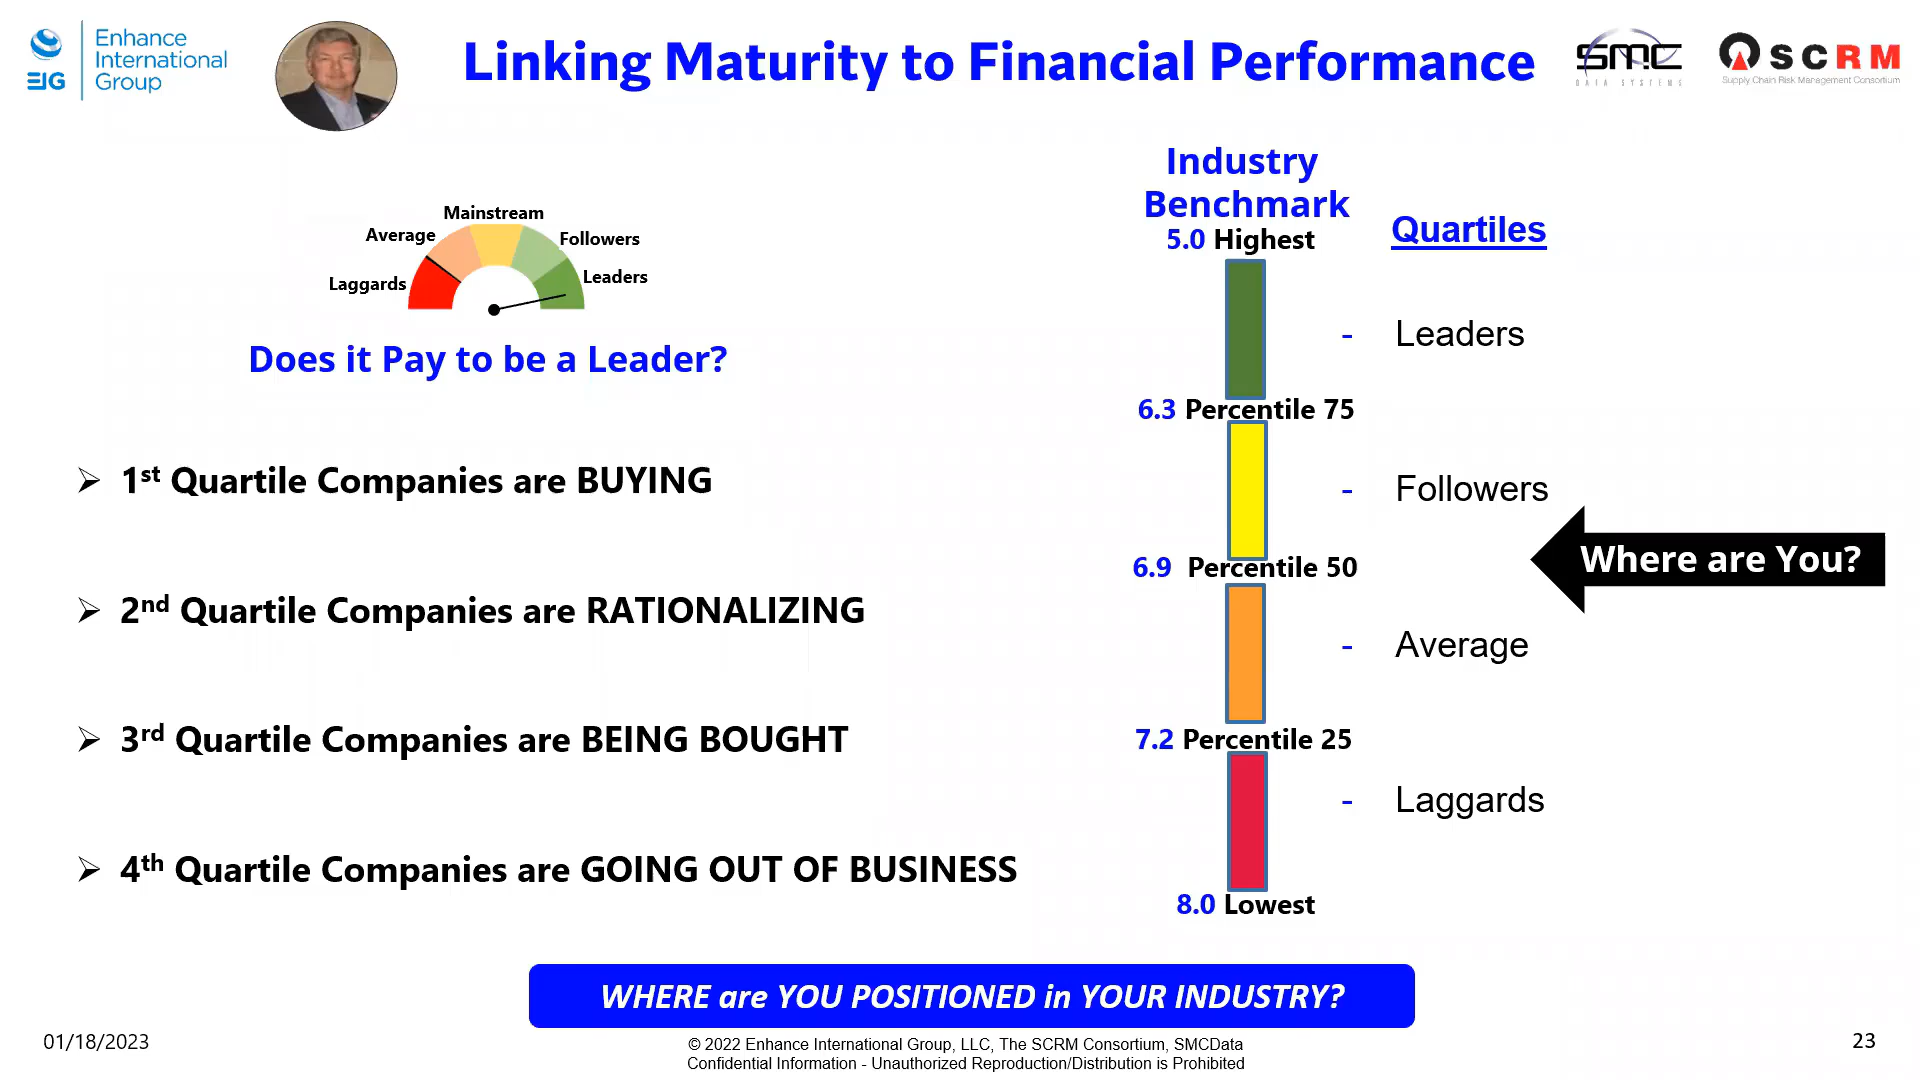 Enhance
International
Group
EIG
Linking Maturity to Financial Performance
SMC
DATA SYSTEMS
SCRM
Supply Chain Risk Management Consortium
Mainstream
Average
Followers
Laggards
Leaders
Does it Pay to be a Leader?
➢ 1st Quartile Companies are BUYING
➢ 2nd Quartile Companies are RATIONALIZING
➢ 3rd Quartile Companies are BEING BOUGHT
➢ 4th Quartile Companies are GOING OUT OF BUSINESS
Industry
Benchmark
5.0 Highest
Quartiles
- Leaders
6.3 Percentile 75
- Followers
Where are You?
6.9 Percentile 50
- Average
7.2 Percentile 25
- Laggards
8.0 Lowest
WHERE are YOU POSITIONED in YOUR INDUSTRY?
01/18/2023
© 2022 Enhance International Group, LLC, The SCRM Consortium, SMCData
Confidential Information - Unauthorized Reproduction/Distribution is Prohibited
23